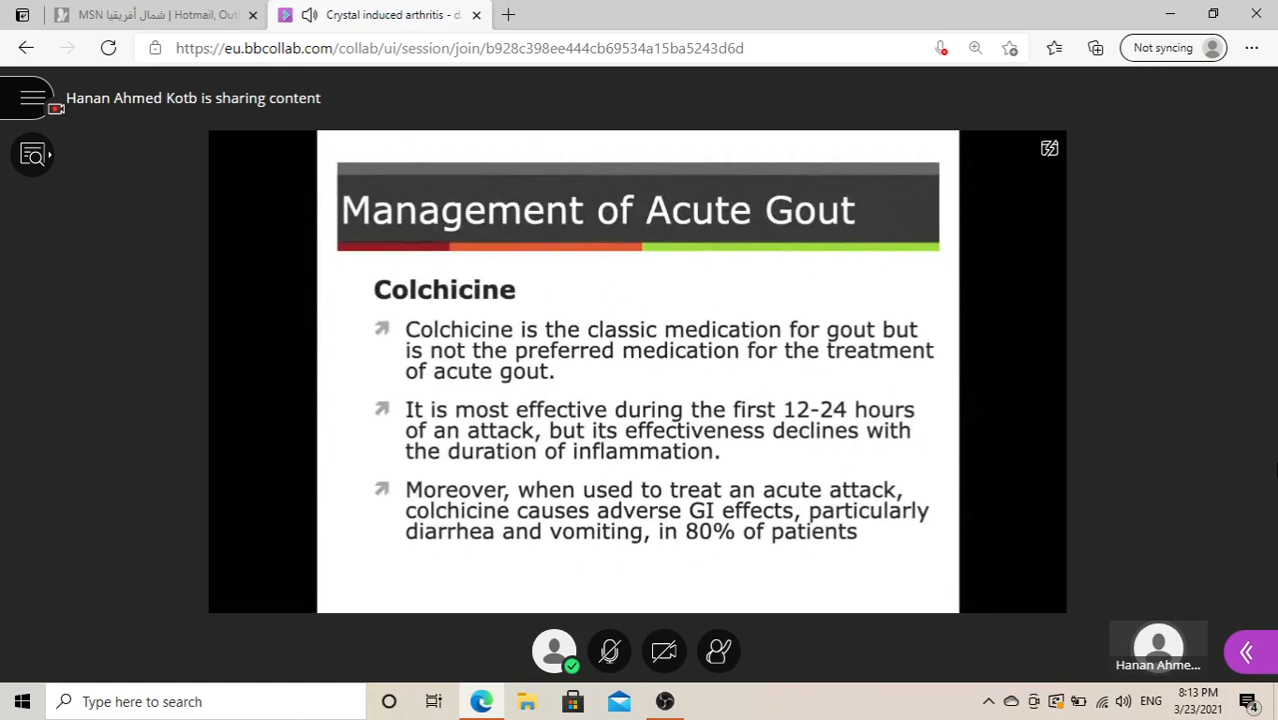 MSN شمال أفريقيا | Hotmail, Outl
Crystal induced arthritis - d
https://eu.bbcollab.com/collab/ui/session/join/b928c398ee444cb69534a15ba5243d6d
Not syncing
Hanan Ahmed Kotb is sharing content
Management of Acute Gout
Colchicine
Colchicine is the classic medication for gout but
is not the preferred medication for the treatment
of acute gout.
It is most effective during the first 12-24 hours
of an attack, but its effectiveness declines with
the duration of inflammation.
Moreover, when used to treat an acute attack,
colchicine causes adverse GI effects, particularly
diarrhea and vomiting, in 80% of patients
Hanan Ahme...
Type here to search
ENG
8:13 PM
3/23/2021
4